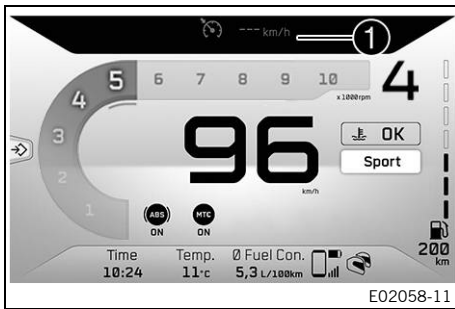 --- km/h
1
5 6 7 8 9 10
4
x 1000rpm
4
3
2
1
96
km/h
OK
Sport
ABS
ON
MTC
ON
200
km
Time
10:24
Temp.
11°C
Ø Fuel Con.
5,3 L/100km
E02058-11